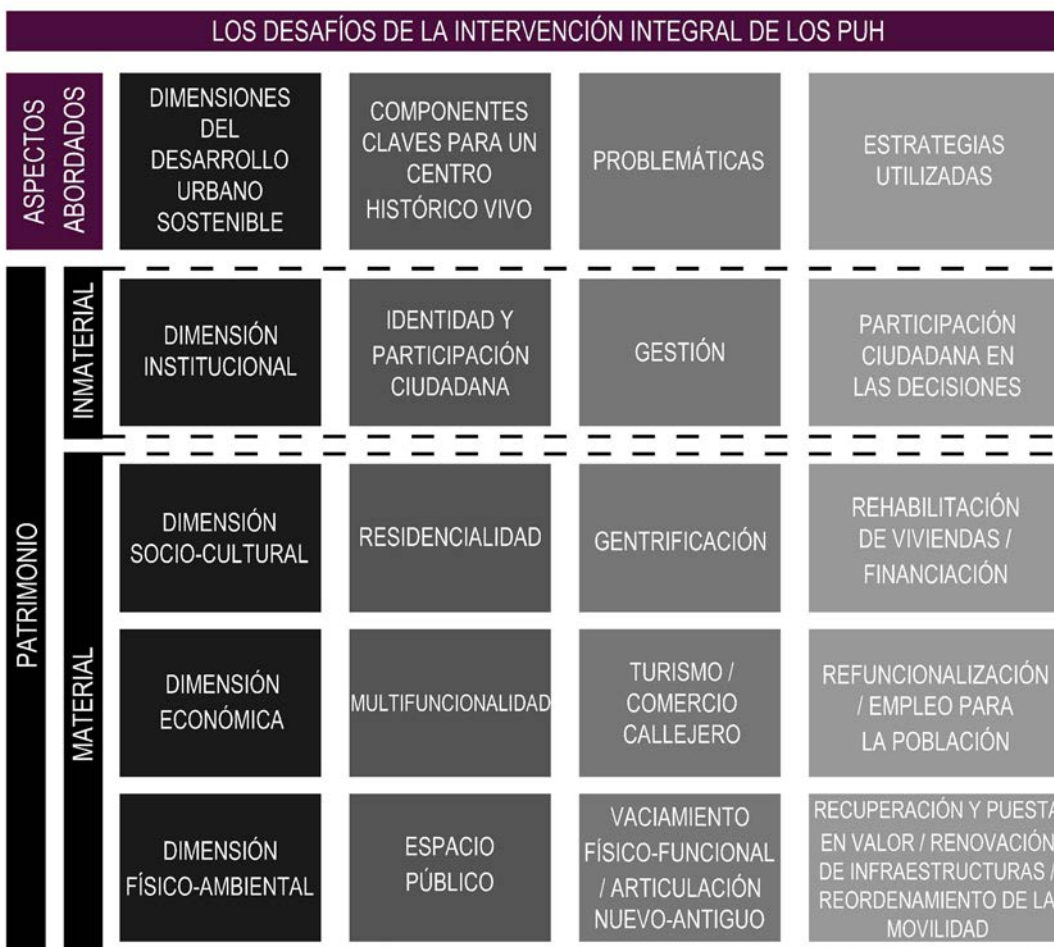 LOS DESAFÍOS DE LA INTERVENCIÓN INTEGRAL DE LOS PUH
ASPECTOS
ABORDADOS
DIMENSIONES
DEL
DESARROLLO
URBANO
SOSTENIBLE
COMPONENTES
CLAVES PARA UN
CENTRO
HISTÓRICO VIVO
PROBLEMÁTICAS
ESTRATEGIAS
UTILIZADAS
PATRIMONIO
INMATERIAL
DIMENSIÓN
INSTITUCIONAL
IDENTIDAD Y
PARTICIPACIÓN
CIUDADANA
GESTIÓN
PARTICIPACIÓN
CIUDADANA EN
LAS DECISIONES
MATERIAL
DIMENSIÓN
SOCIO-CULTURAL
RESIDENCIALIDAD
GENTRIFICACIÓN
REHABILITACIÓN
DE VIVIENDAS /
FINANCIACIÓN
DIMENSIÓN
ECONÓMICA
MULTIFUNCIONALIDAD
TURISMO /
COMERCIO
CALLEJERO
REFUNCIONALIZACIÓN
/ EMPLEO PARA
LA POBLACIÓN
DIMENSIÓN
FÍSICO-AMBIENTAL
ESPACIO
PÚBLICO
VACIAMIENTO
FÍSICO-FUNCIONAL
/ ARTICULACIÓN
NUEVO-ANTIGUO
RECUPERACIÓN Y PUESTA
EN VALOR / RENOVACIÓN
DE INFRAESTRUCTURAS /
REORDENAMIENTO DE LA
MOVILIDAD